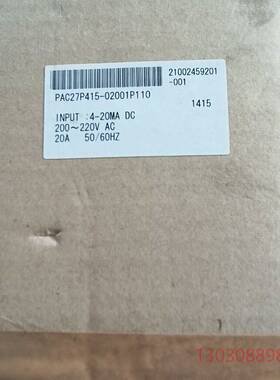 21002459201
-001
PAC27P415-02001P110
1415
INPUT :4-20MA DC
200～220V AC
20A 50/60HZ